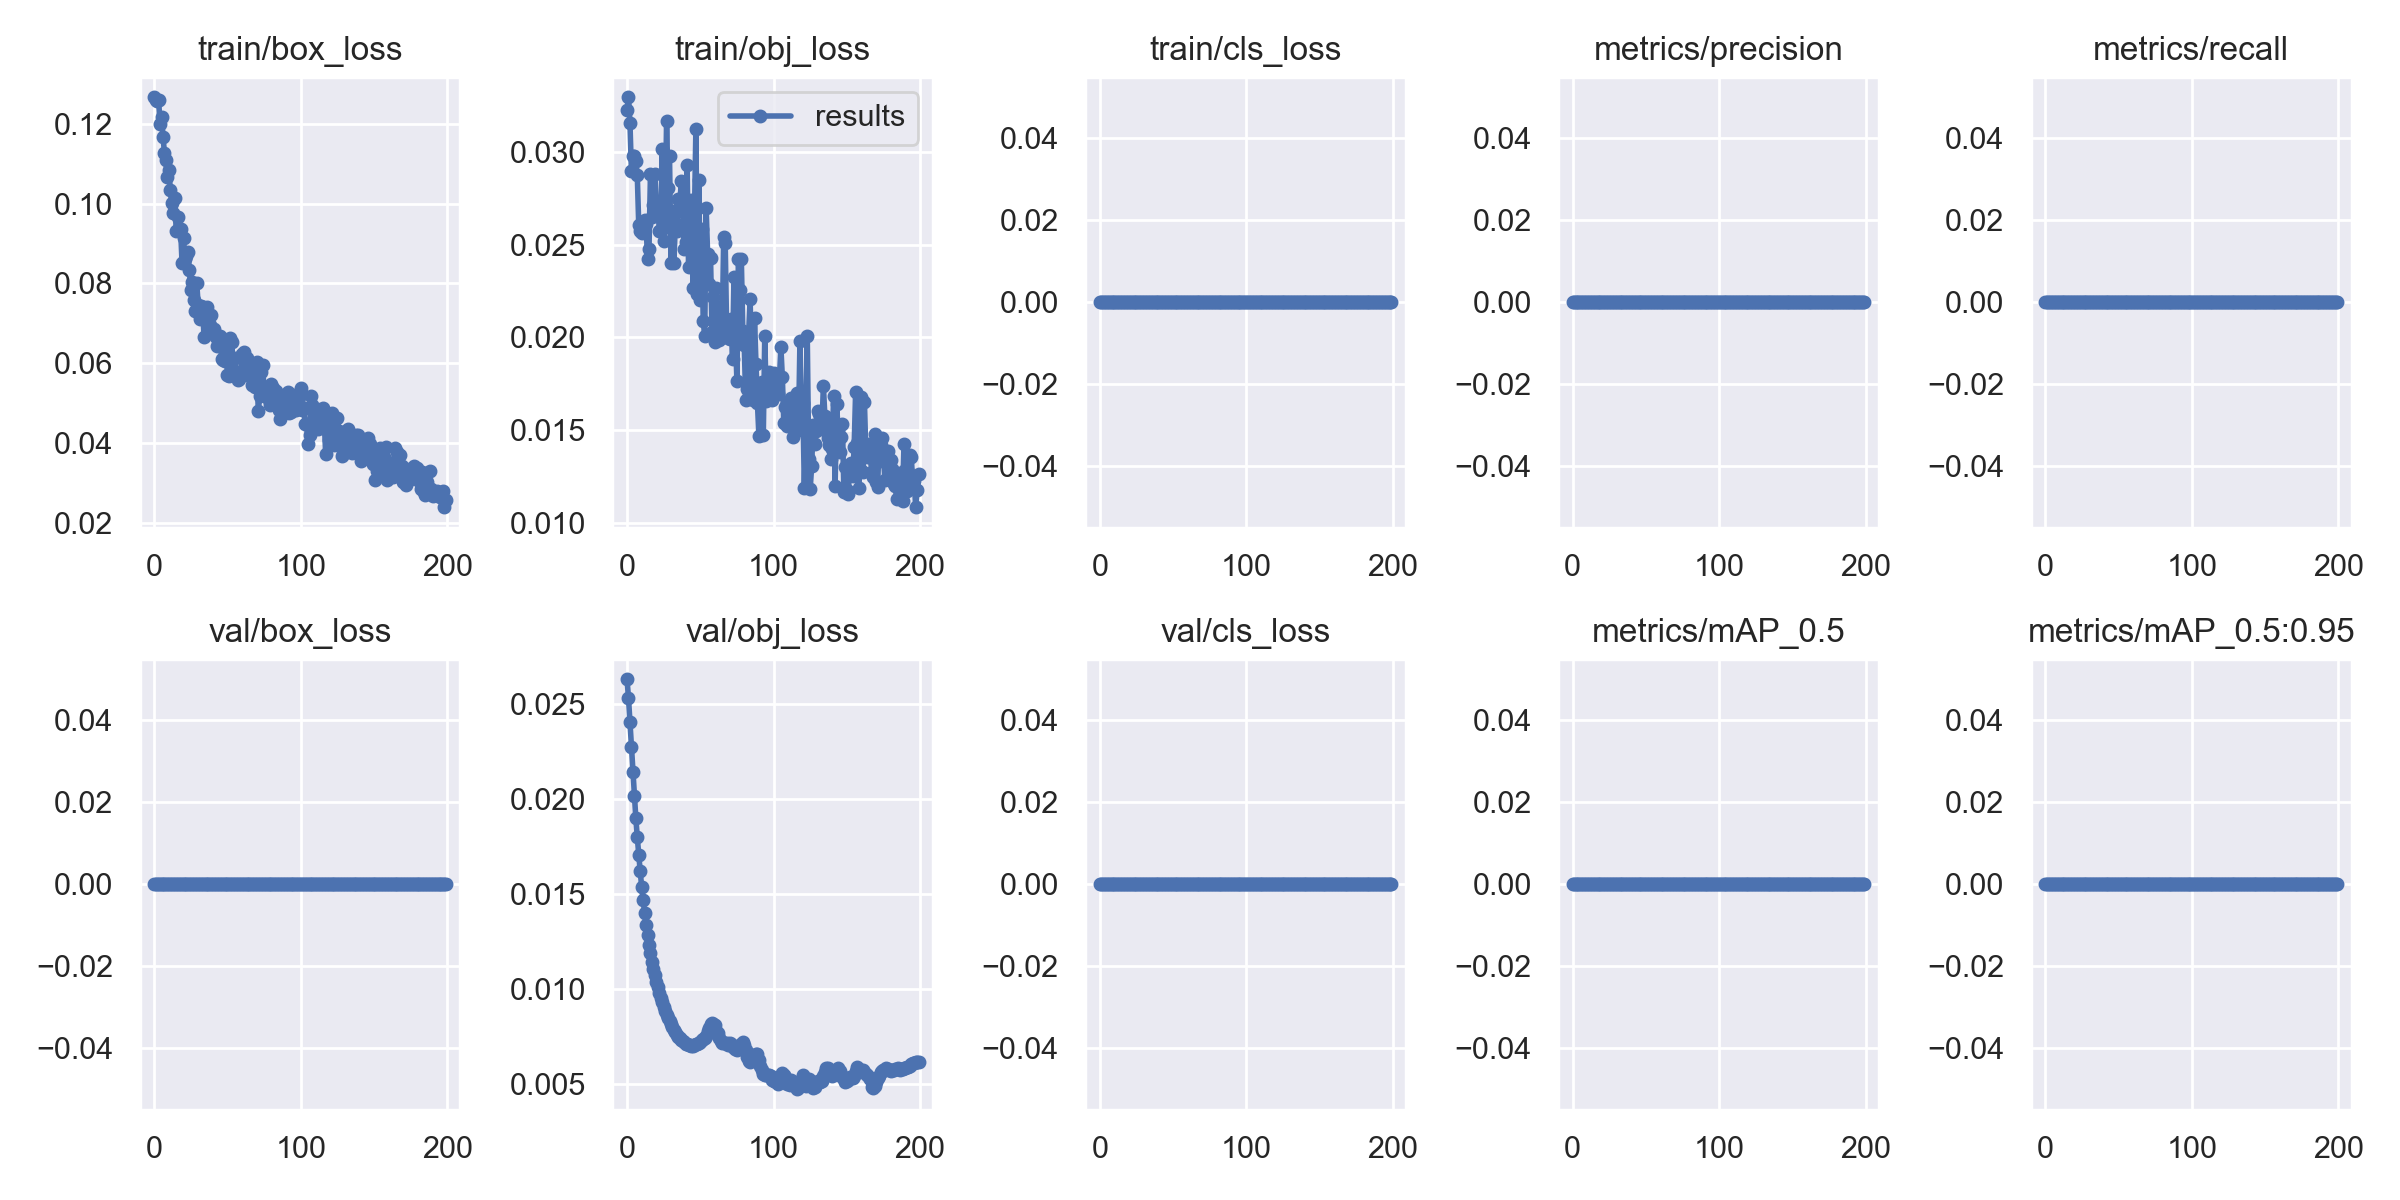 train/box_loss
train/obj_loss
train/cls_loss
metrics/precision
metrics/recall
0.12
0.10
0.08
0.06
0.04
0.02
0 100 200
results
0.030
0.025
0.020
0.015
0.010
0 100 200
0.04
0.02
0.00
−0.02
−0.04
0 100 200
0.04
0.02
0.00
−0.02
−0.04
0 100 200
0.04
0.02
0.00
−0.02
−0.04
0 100 200
val/box_loss
val/obj_loss
val/cls_loss
metrics/mAP_0.5
metrics/mAP_0.5:0.95
0.04
0.02
0.00
−0.02
−0.04
0 100 200
0.025
0.020
0.015
0.010
0.005
0 100 200
0.04
0.02
0.00
−0.02
−0.04
0 100 200
0.04
0.02
0.00
−0.02
−0.04
0 100 200
0.04
0.02
0.00
−0.02
−0.04
0 100 200